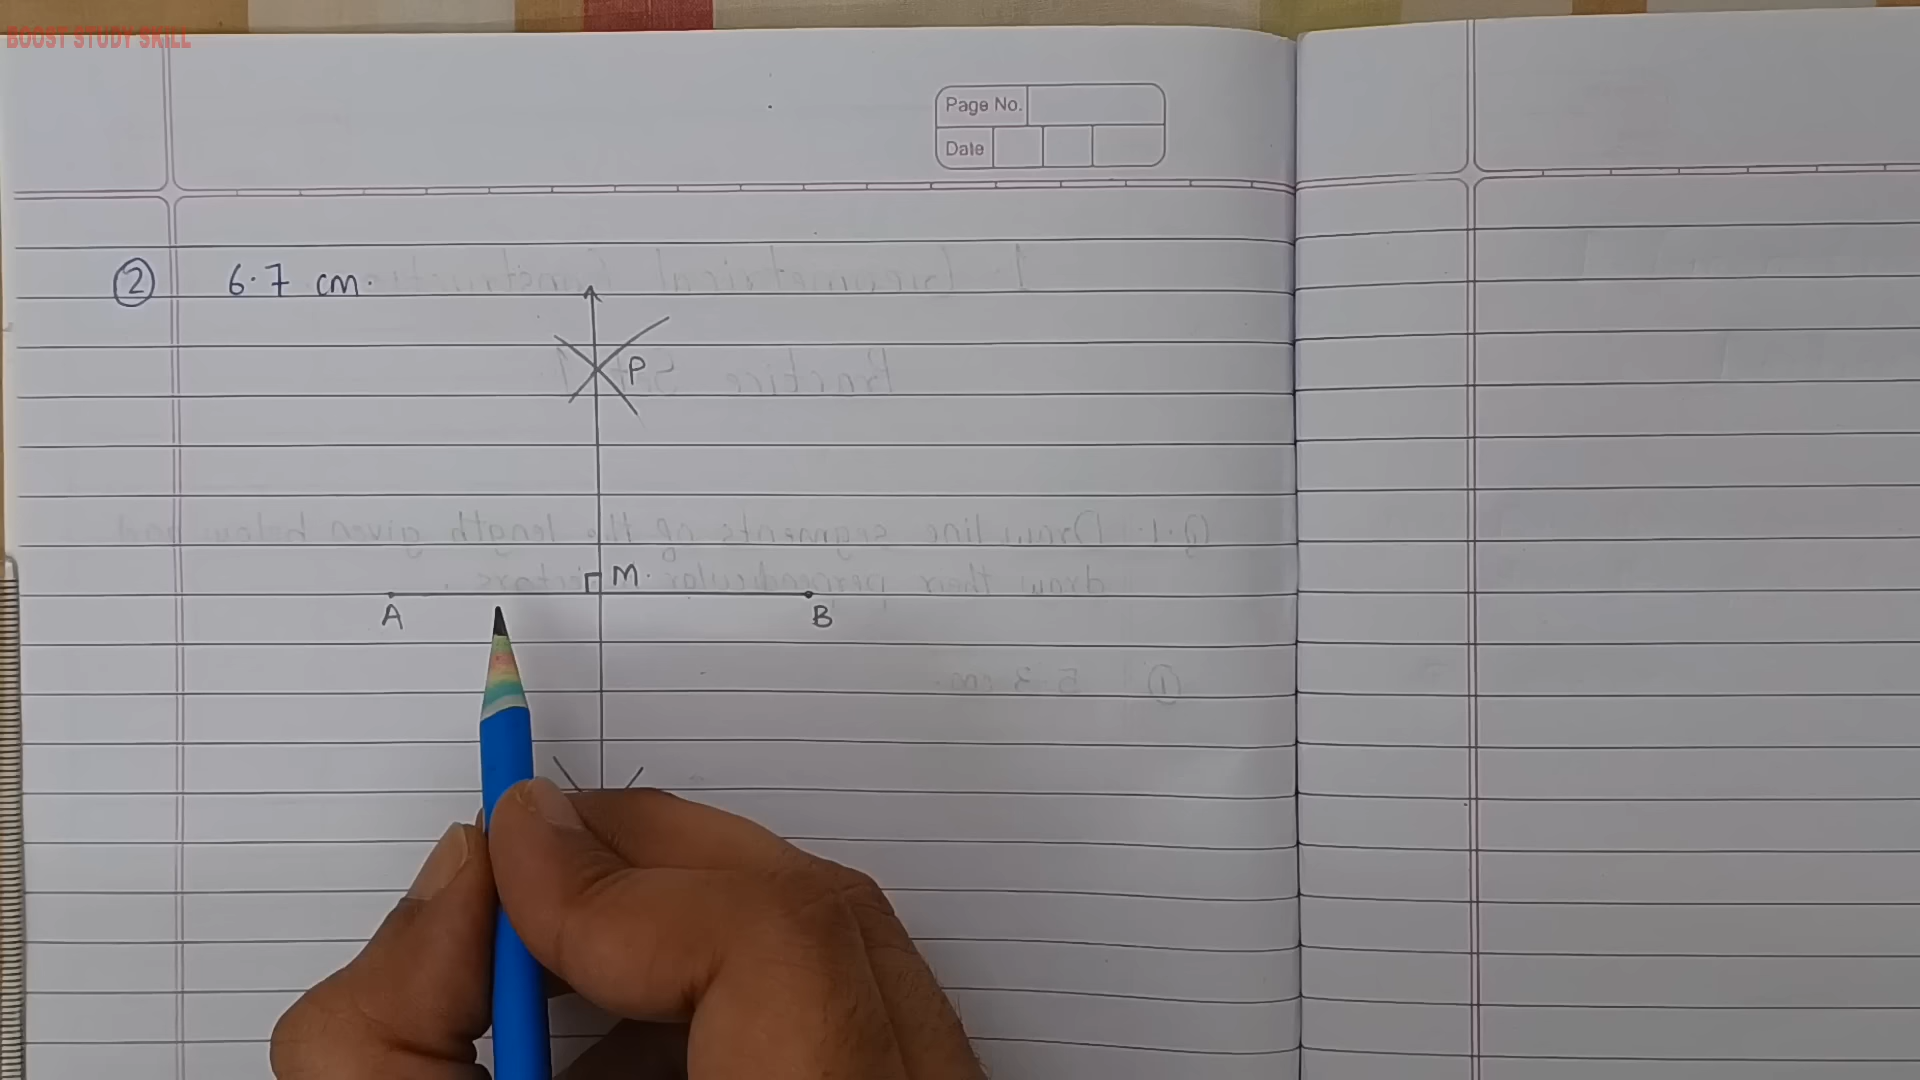 BOOST STUDY SKILL
Page No.
Date
② 6.7 cm.
P
M.
A
B